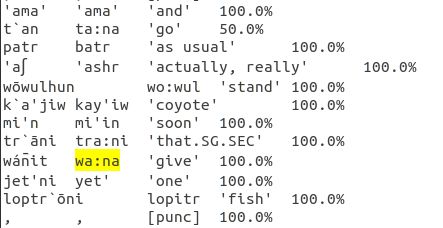 'ama' 'ama' 'and' 100.0%
t`an ta:na 'go' 50.0%
patr batr 'as usual' 100.0%
'aʃ 'ashr 'actually, really' 100.0%
wōwulhun wo:wul 'stand' 100.0%
k`a'jiw kay'iw 'coyote' 100.0%
mi'n mi'in 'soon' 100.0%
tr`āni tra:ni 'that.SG.SEC' 100.0%
wáñit wa:na 'give' 100.0%
jet'ni yet' 'one' 100.0%
loptr`ōni lopitr 'fish' 100.0%
, , [punc] 100.0%